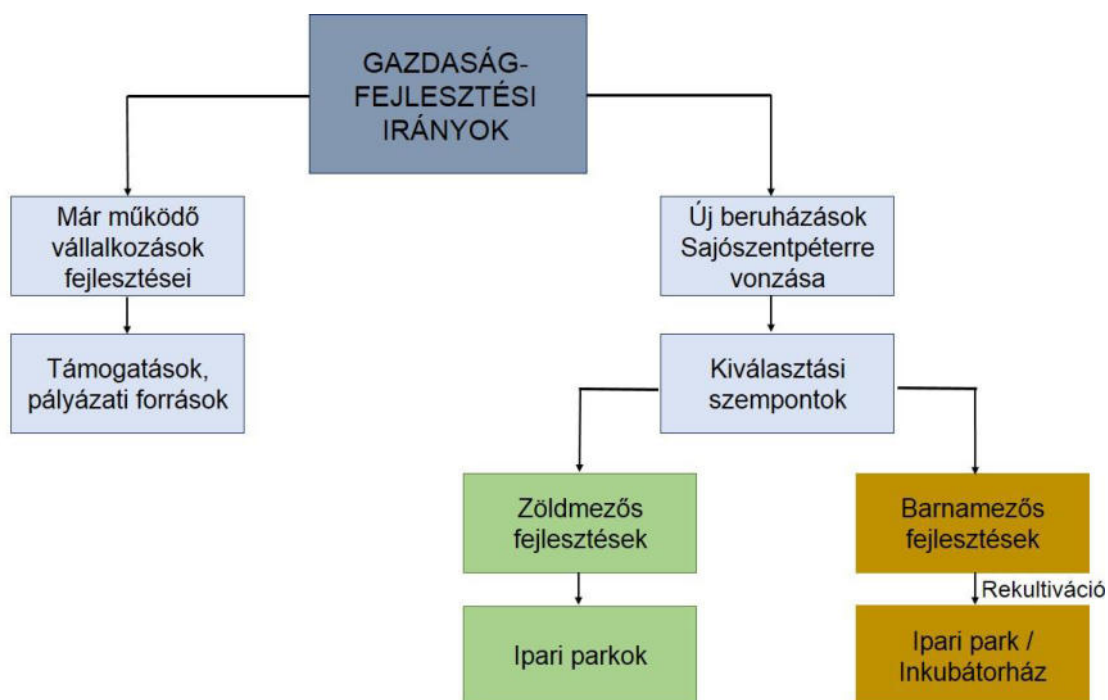 GAZDASÁG-
FEJLESZTÉSI
IRÁNYOK
Már működő
vállalkozások
fejlesztései
Új beruházások
Sajószentpéterre
vonzása
Támogatások,
pályázati források
Kiválasztási
szempontok
Zöldmezős
fejlesztések
Barnamezős
fejlesztések
Rekultiváció
Ipari parkok
Ipari park /
Inkubátorház